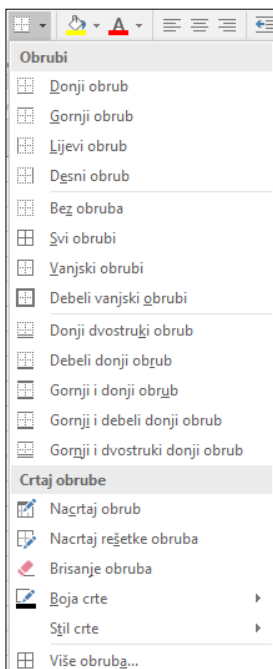 A
Obrubi
Donji obrub
Gornji obrub
Lijevi obrub
Desni obrub
Bez obruba
Svi obrubi
Vanjski obrubi
Debeli vanjski obrubi
Donji dvostruki obrub
Debeli donji obrub
Gornji i donji obrub
Gornji i debeli donji obrub
Gornji i dvostruki donji obrub
Crtaj obrube
Nacrtaj obrub
Nacrtaj rešetke obruba
Brisanje obruba
Boja crte
Stil crte
Više obruba...